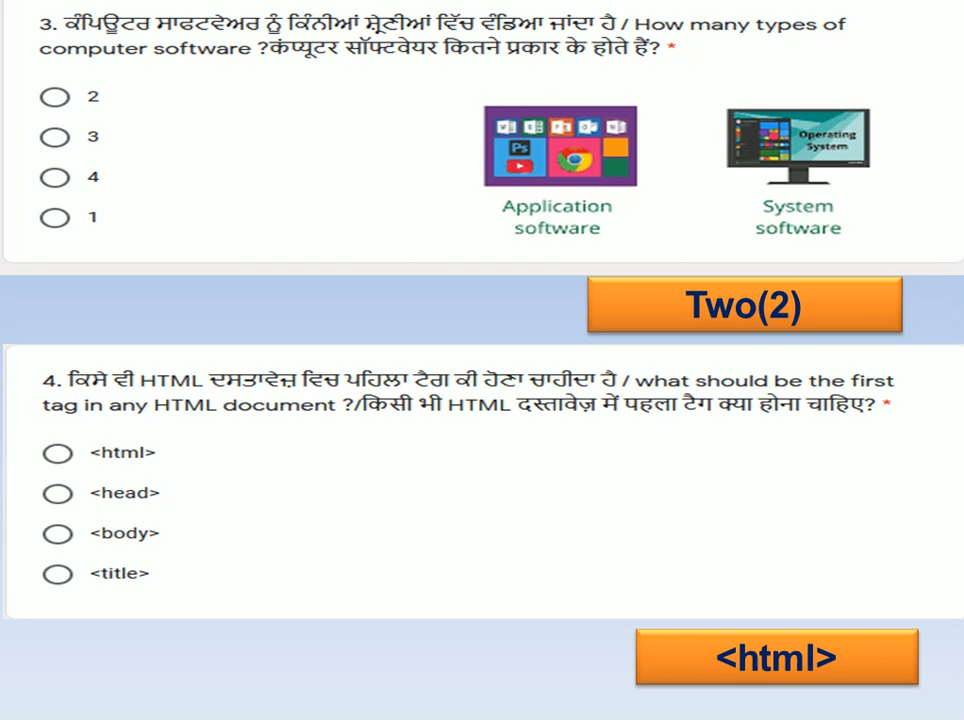 3. ਕੰਪਿਊਟਰ ਸਾਫਟਵੇਅਰ ਨੂੰ ਕਿੰਨੀਆਂ ਸ਼੍ਰੇਣੀਆਂ ਵਿੱਚ ਵੰਡਿਆ ਜਾਂਦਾ ਹੈ / How many types of
computer software ?कंप्यूटर सॉफ्टवेयर कितने प्रकार के होते हैं? *
2
3
4
1
Ps
Operating
System
Application
software
System
software
Two(2)
4. ਕਿਸੇ ਵੀ HTML ਦਸਤਾਵੇਜ਼ ਵਿਚ ਪਹਿਲਾ ਟੈਗ ਕੀ ਹੋਣਾ ਚਾਹੀਦਾ ਹੈ / what should be the first
tag in any HTML document ?/किसी भी HTML दस्तावेज़ में पहला टैग क्या होना चाहिए? *
<html>
<head>
<body>
<title>
<html>